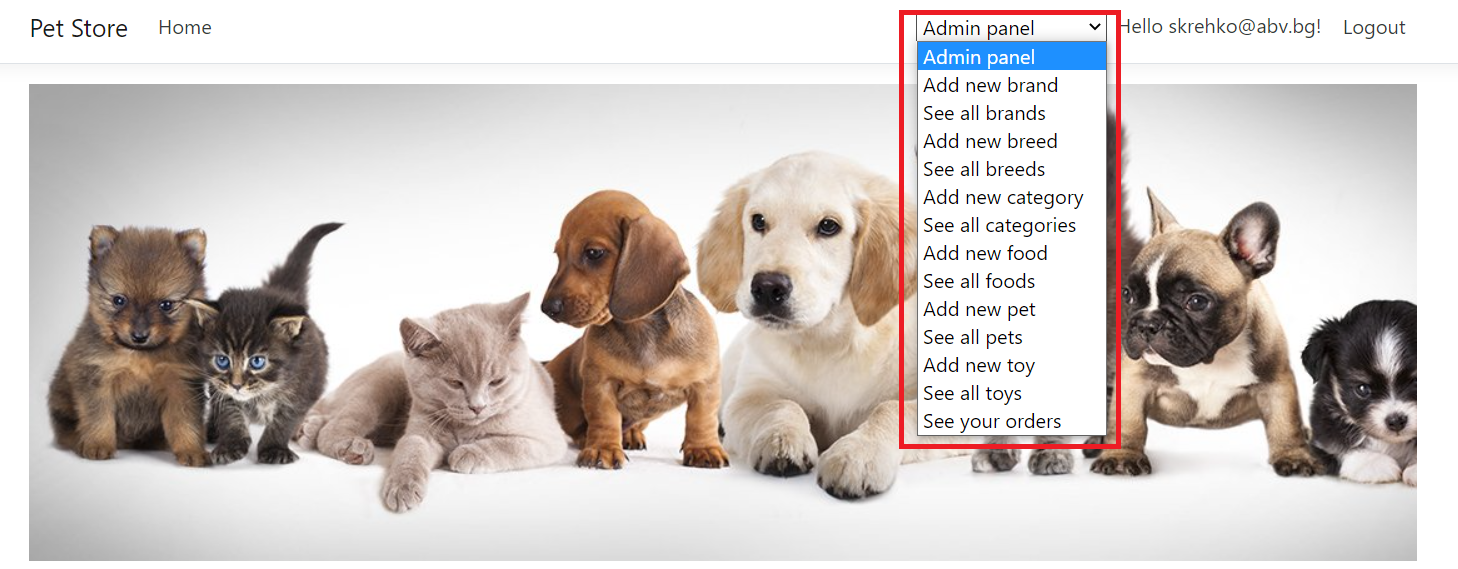 Pet Store Home Admin panel Hello skrehko@abv.bg! Logout
Admin panel
Add new brand
See all brands
Add new breed
See all breeds
Add new category
See all categories
Add new food
See all foods
Add new pet
See all pets
Add new toy
See all toys
See your orders